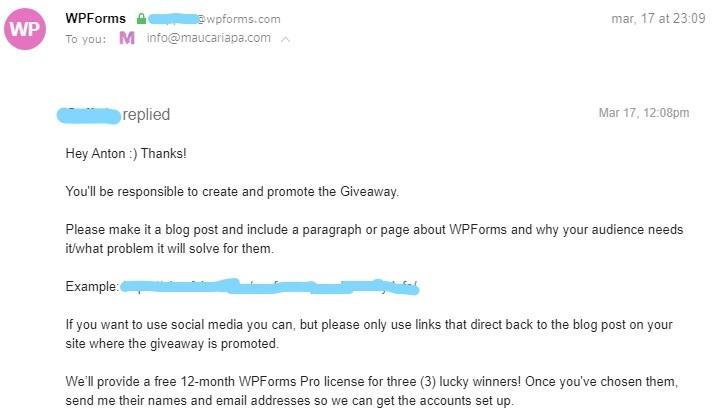 WP
WPForms @wpforms.com
mar, 17 at 23:09
To you: M info@maucariapa.com
replied
Mar 17, 12:08pm
Hey Anton :) Thanks!
You'll be responsible to create and promote the Giveaway.
Please make it a blog post and include a paragraph or page about WPForms and why your audience needs
it/what problem it will solve for them.
Example:
If you want to use social media you can, but please only use links that direct back to the blog post on your
site where the giveaway is promoted.
We'll provide a free 12-month WPForms Pro license for three (3) lucky winners! Once you've chosen them,
send me their names and email addresses so we can get the accounts set up.